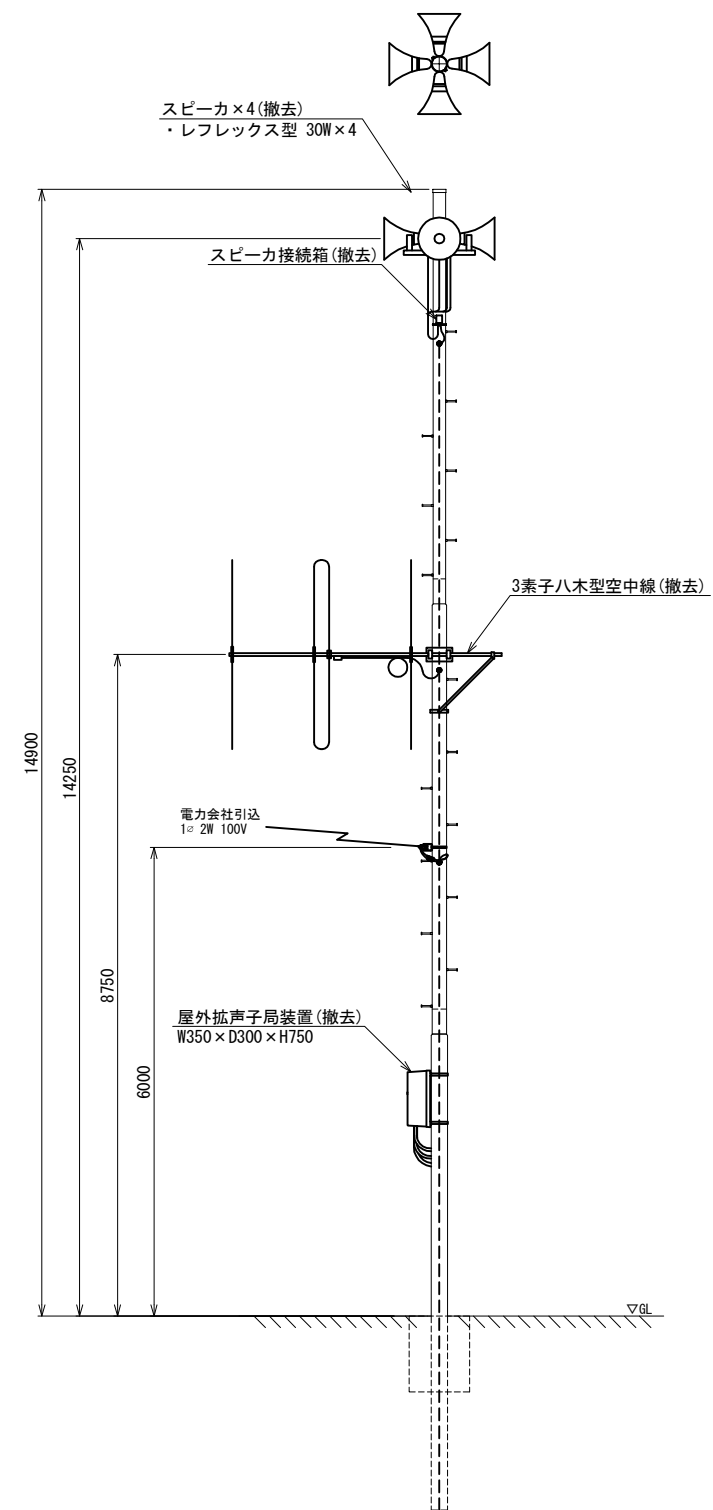 スピーカ×4(撤去)
・レフレックス型 30W×4
スピーカ接続箱(撤去)
3素子八木型空中線(撤去)
14900
14250
電力会社引込
1⌀ 2W 100V
8750
屋外拡声子局装置(撤去)
W350×D300×H750
6000
▽GL